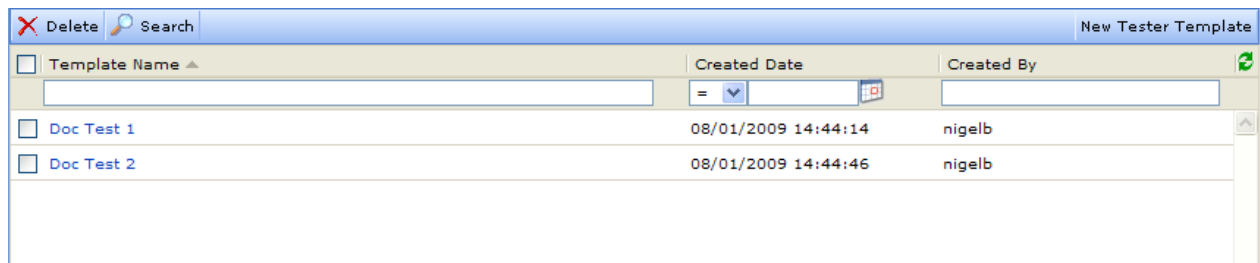 Delete Search New Tester Template
Template Name Created Date Created By
=
Doc Test 1 08/01/2009 14:44:14 nigelb
Doc Test 2 08/01/2009 14:44:46 nigelb